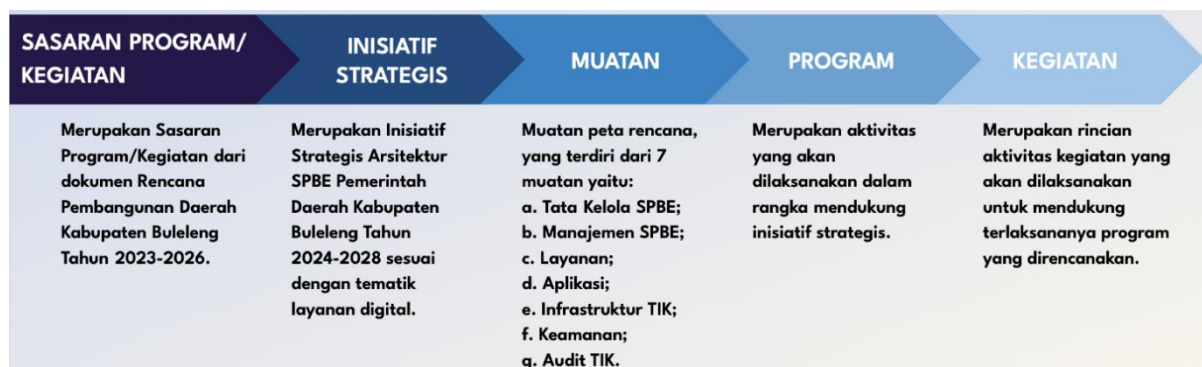 SASARAN PROGRAM/
KEGIATAN
INISIATIF
STRATEGIS
MUATAN
PROGRAM
KEGIATAN
Merupakan Sasaran
Program/Kegiatan dari
dokumen Rencana
Pembangunan Daerah
Kabupaten Buleleng
Tahun 2023-2026.
Merupakan Inisiatif
Strategis Arsitektur
SPBE Pemerintah
Daerah Kabupaten
Buleleng Tahun
2024-2028 sesuai
dengan tematik
layanan digital.
Muatan peta rencana,
yang terdiri dari 7
muatan yaitu:
a. Tata Kelola SPBE;
b. Manajemen SPBE;
c. Layanan;
d. Aplikasi;
e. Infrastruktur TIK;
f. Keamanan;
g. Audit TIK.
Merupakan aktivitas
yang akan
dilaksanakan dalam
rangka mendukung
inisiatif strategis.
Merupakan rincian
aktivitas kegiatan yang
akan dilaksanakan
untuk mendukung
terlaksananya program
yang direncanakan.